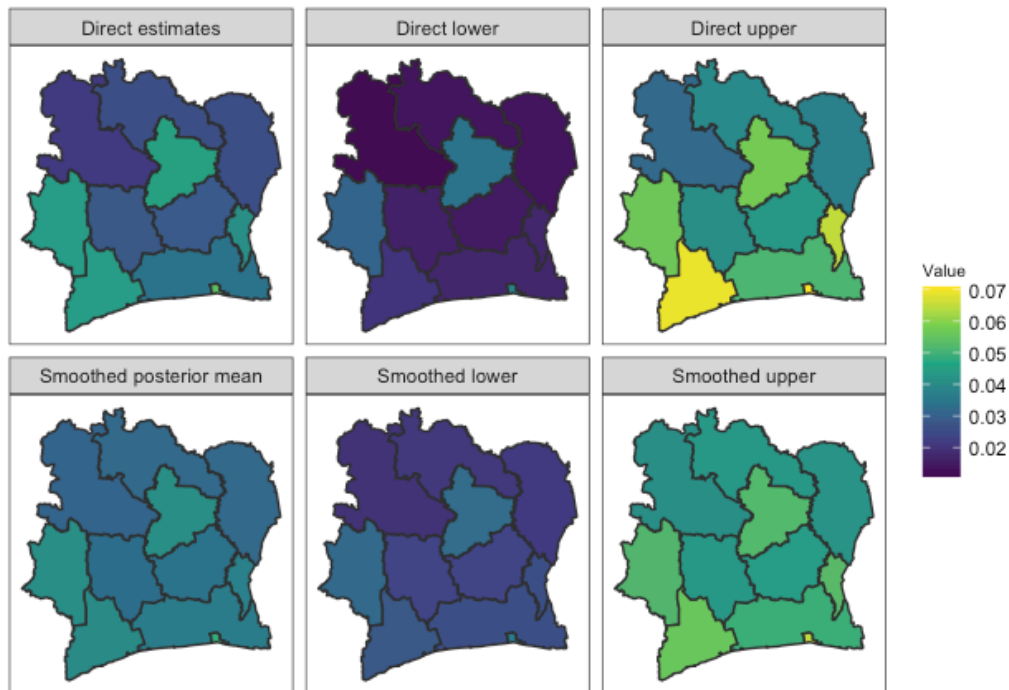 Direct estimates
Direct lower
Direct upper
Value
0.07
0.06
0.05
0.04
0.03
0.02
Smoothed posterior mean
Smoothed lower
Smoothed upper